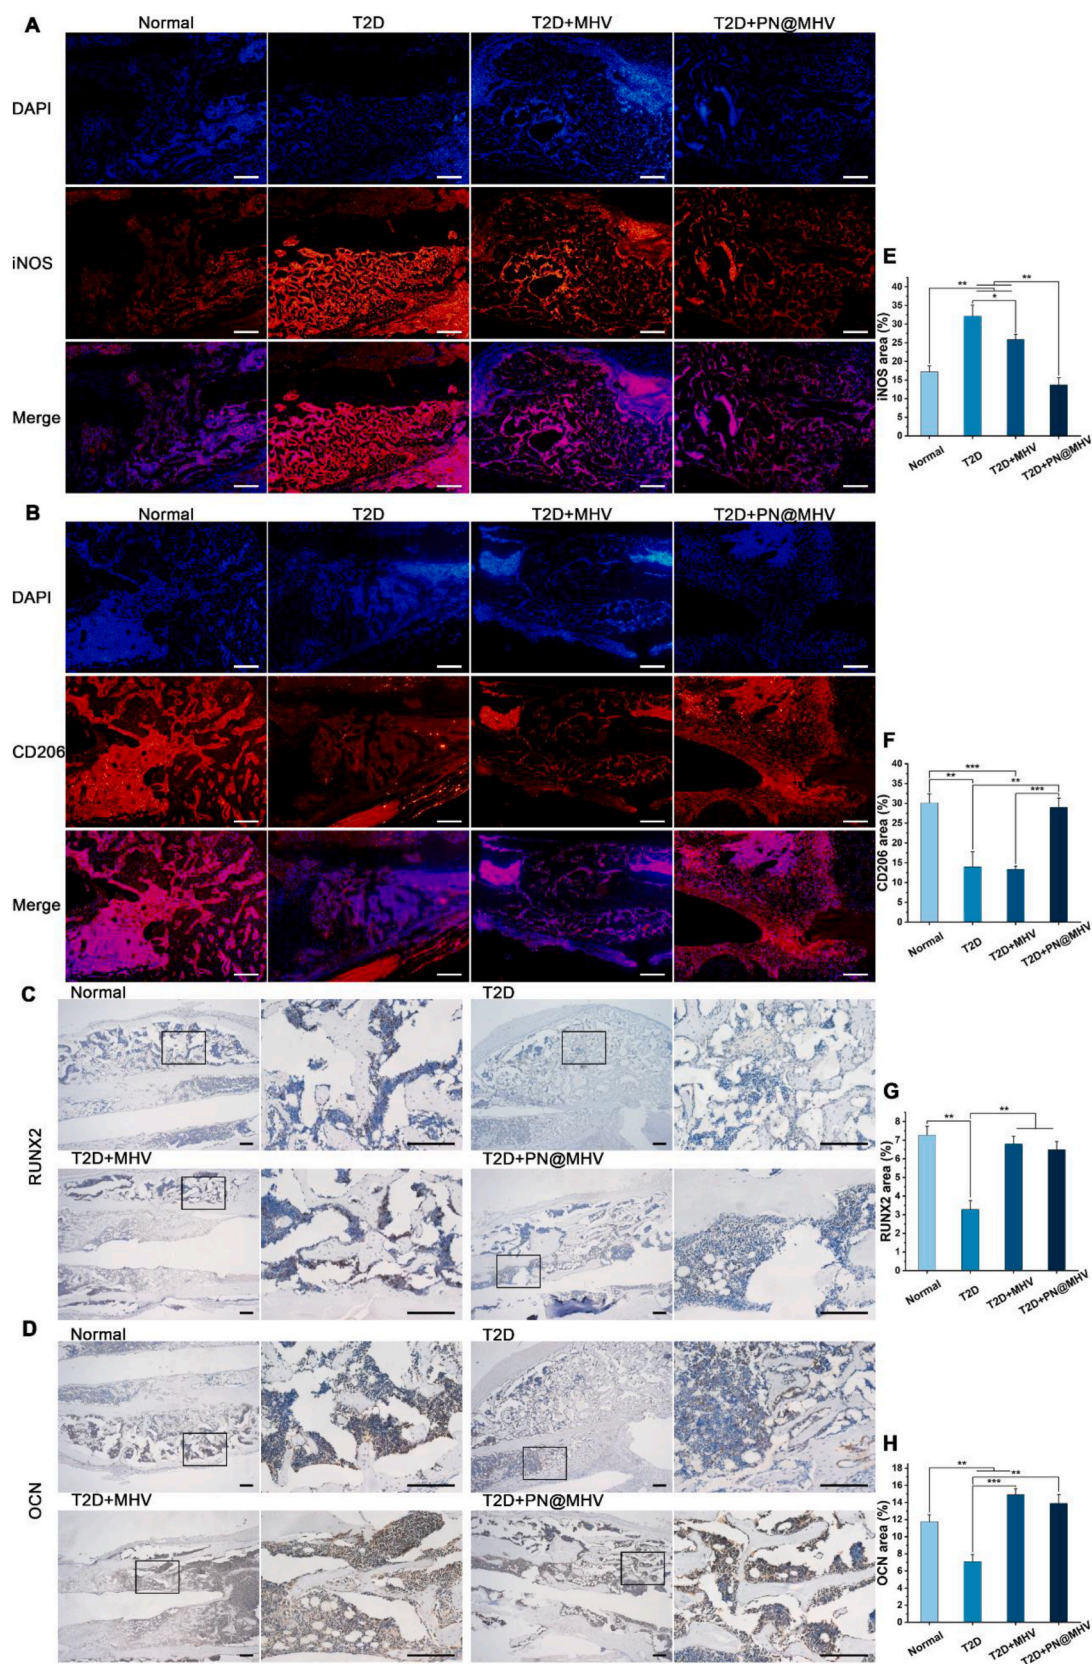 A
Normal
T2D
T2D+MHV
T2D+PN@MHV
DAPI
iNOS
Merge
B
Normal
T2D
T2D+MHV
T2D+PN@MHV
DAPI
CD206
Merge
C
Normal
T2D
RUNX2
T2D+MHV
T2D+PN@MHV
D
Normal
T2D
OCN
T2D+MHV
T2D+PN@MHV
E
iNOS area (%)
40
35
30
25
20
15
10
5
0
**
**
*
Normal
T2D
T2D+MHV
T2D+PN@MHV
F
CD206 area (%)
40
35
30
25
20
15
10
5
0
***
**
**
***
Normal
T2D
T2D+MHV
T2D+PN@MHV
G
RUNX2 area (%)
8
7
6
5
4
3
2
1
0
**
**
Normal
T2D
T2D+MHV
T2D+PN@MHV
H
OCN area (%)
18
16
14
12
10
8
6
4
2
0
**
**
***
Normal
T2D
T2D+MHV
T2D+PN@MHV